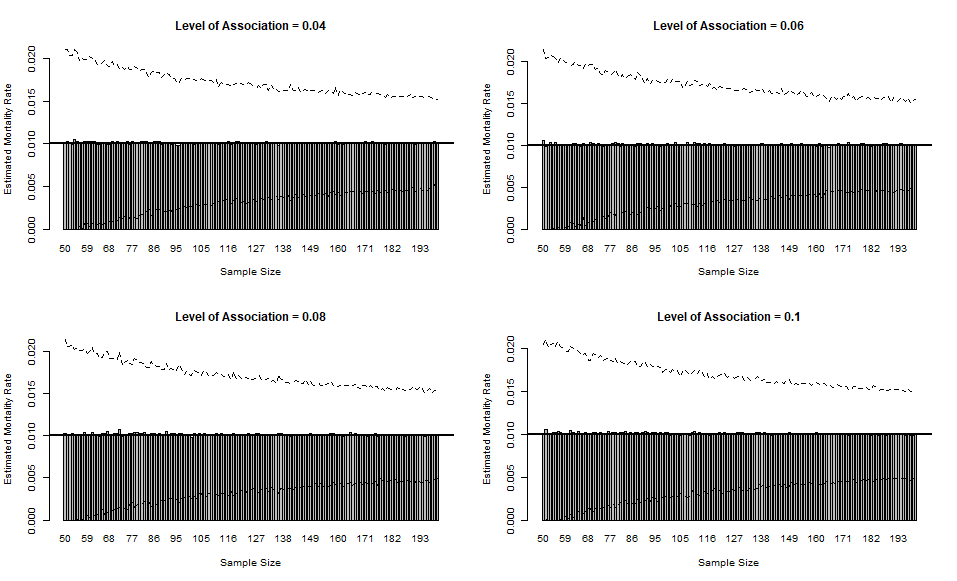 Level of Association = 0.04
Estimated Mortality Rate
0.020
0.015
0.010
0.005
0.000
50 59 68 77 86 95 105 116 127 138 149 160 171 182 193
Sample Size
Level of Association = 0.06
Estimated Mortality Rate
0.020
0.015
0.010
0.005
0.000
50 59 68 77 86 95 105 116 127 138 149 160 171 182 193
Sample Size
Level of Association = 0.08
Estimated Mortality Rate
0.020
0.015
0.010
0.005
0.000
50 59 68 77 86 95 105 116 127 138 149 160 171 182 193
Sample Size
Level of Association = 0.1
Estimated Mortality Rate
0.020
0.015
0.010
0.005
0.000
50 59 68 77 86 95 105 116 127 138 149 160 171 182 193
Sample Size